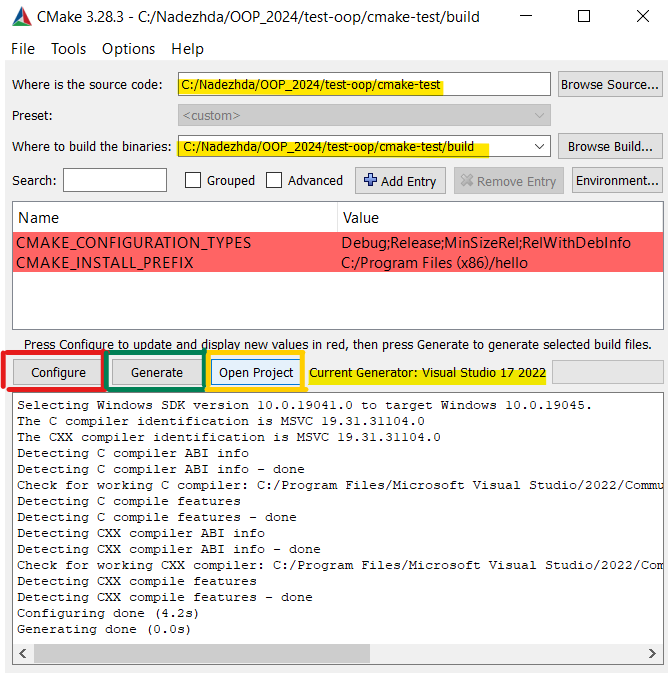 CMake 3.28.3 - C:/Nadezhda/OOP_2024/test-oop/cmake-test/build
File Tools Options Help
Where is the source code: C:/Nadezhda/OOP_2024/test-oop/cmake-test Browse Source...
Preset: <custom>
Where to build the binaries: C:/Nadezhda/OOP_2024/test-oop/cmake-test/build Browse Build...
Search: Grouped Advanced Add Entry Remove Entry Environment...
Name Value
CMAKE_CONFIGURATION_TYPES Debug;Release;MinSizeRel;RelWithDebInfo
CMAKE_INSTALL_PREFIX C:/Program Files (x86)/hello
Press Configure to update and display new values in red, then press Generate to generate selected build files.
Configure Generate Open Project Current Generator: Visual Studio 17 2022
Selecting Windows SDK version 10.0.19041.0 to target Windows 10.0.19045.
The C compiler identification is MSVC 19.31.31104.0
The CXX compiler identification is MSVC 19.31.31104.0
Detecting C compiler ABI info
Detecting C compiler ABI info - done
Check for working C compiler: C:/Program Files/Microsoft Visual Studio/2022/Commu
Detecting C compile features
Detecting C compile features - done
Detecting CXX compiler ABI info
Detecting CXX compiler ABI info - done
Check for working CXX compiler: C:/Program Files/Microsoft Visual Studio/2022/Com
Detecting CXX compile features
Detecting CXX compile features - done
Configuring done (4.2s)
Generating done (0.0s)